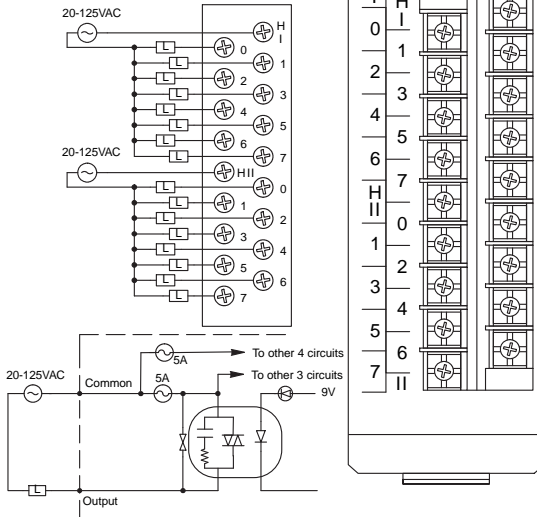 20-125VAC
H
I
L
0
L
1
L
2
L
3
L
4
L
5
L
6
L
7
20-125VAC
HII
L
0
L
1
L
2
L
3
L
4
L
5
L
6
L
7
H
I
0
1
2
3
4
5
6
7
H
II
0
1
2
3
4
5
6
7
II
5A
To other 4 circuits
20-125VAC
Common
5A
To other 3 circuits
9V
L
Output